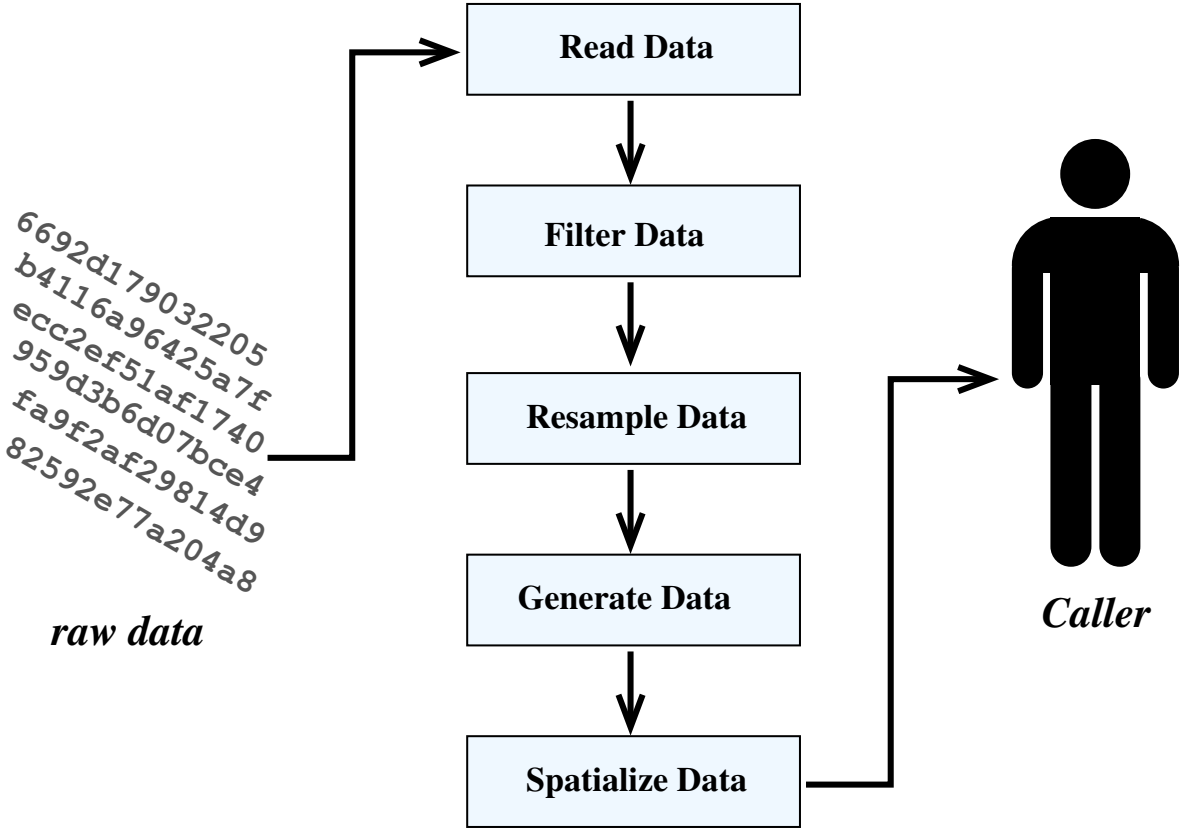 Read Data
Filter Data
Resample Data
Generate Data
Spatialize Data
6692d179032205
b4116a96425a7f
ecc2ef51af1740
959d3b6d07bce4
fa9f2af29814d9
82592e77a204a8
raw data
Caller